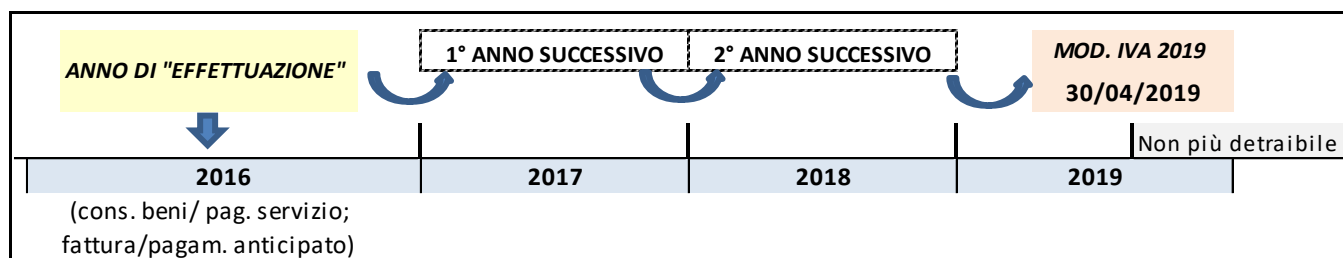 ANNO DI "EFFETTUAZIONE"
1° ANNO SUCCESSIVO
2° ANNO SUCCESSIVO
MOD. IVA 2019
30/04/2019
Non più detraibile
2016
2017
2018
2019
(cons. beni/ pag. servizio;
fattura/pagam. anticipato)